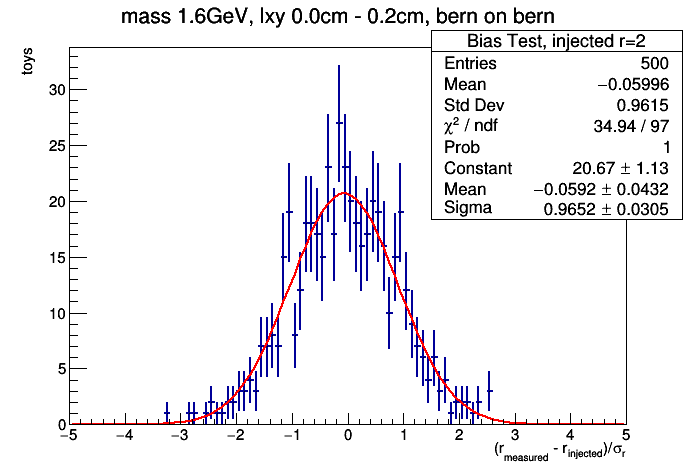 mass 1.6GeV, lxy 0.0cm - 0.2cm, bern on bern
Bias Test, injected r=2
Entries 500
Mean −0.05996
Std Dev 0.9615
χ² / ndf 34.94 / 97
Prob 1
Constant 20.67 ± 1.13
Mean −0.0592 ± 0.0432
Sigma 0.9652 ± 0.0305
toys
30
25
20
15
10
5
0
−5 −4 −3 −2 −1 0 1 2 3 4 5
(r_measured - r_injected)/σ_r